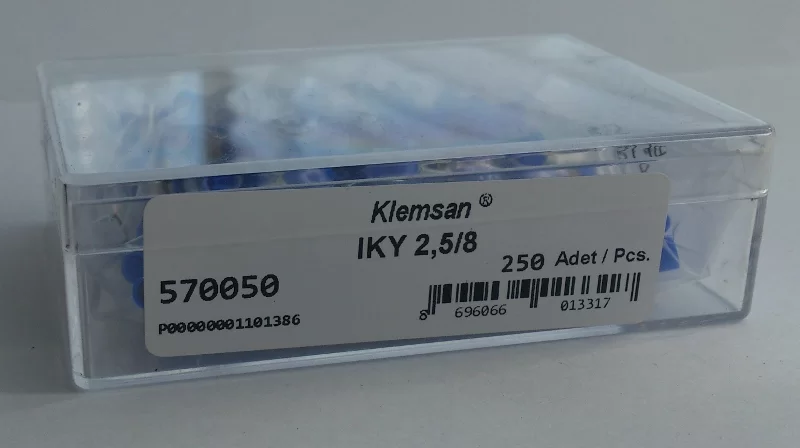 Klemsan ®
IKY 2,5/8
250 Adet / Pcs.
570050
P00000001101386
8 696066 013317